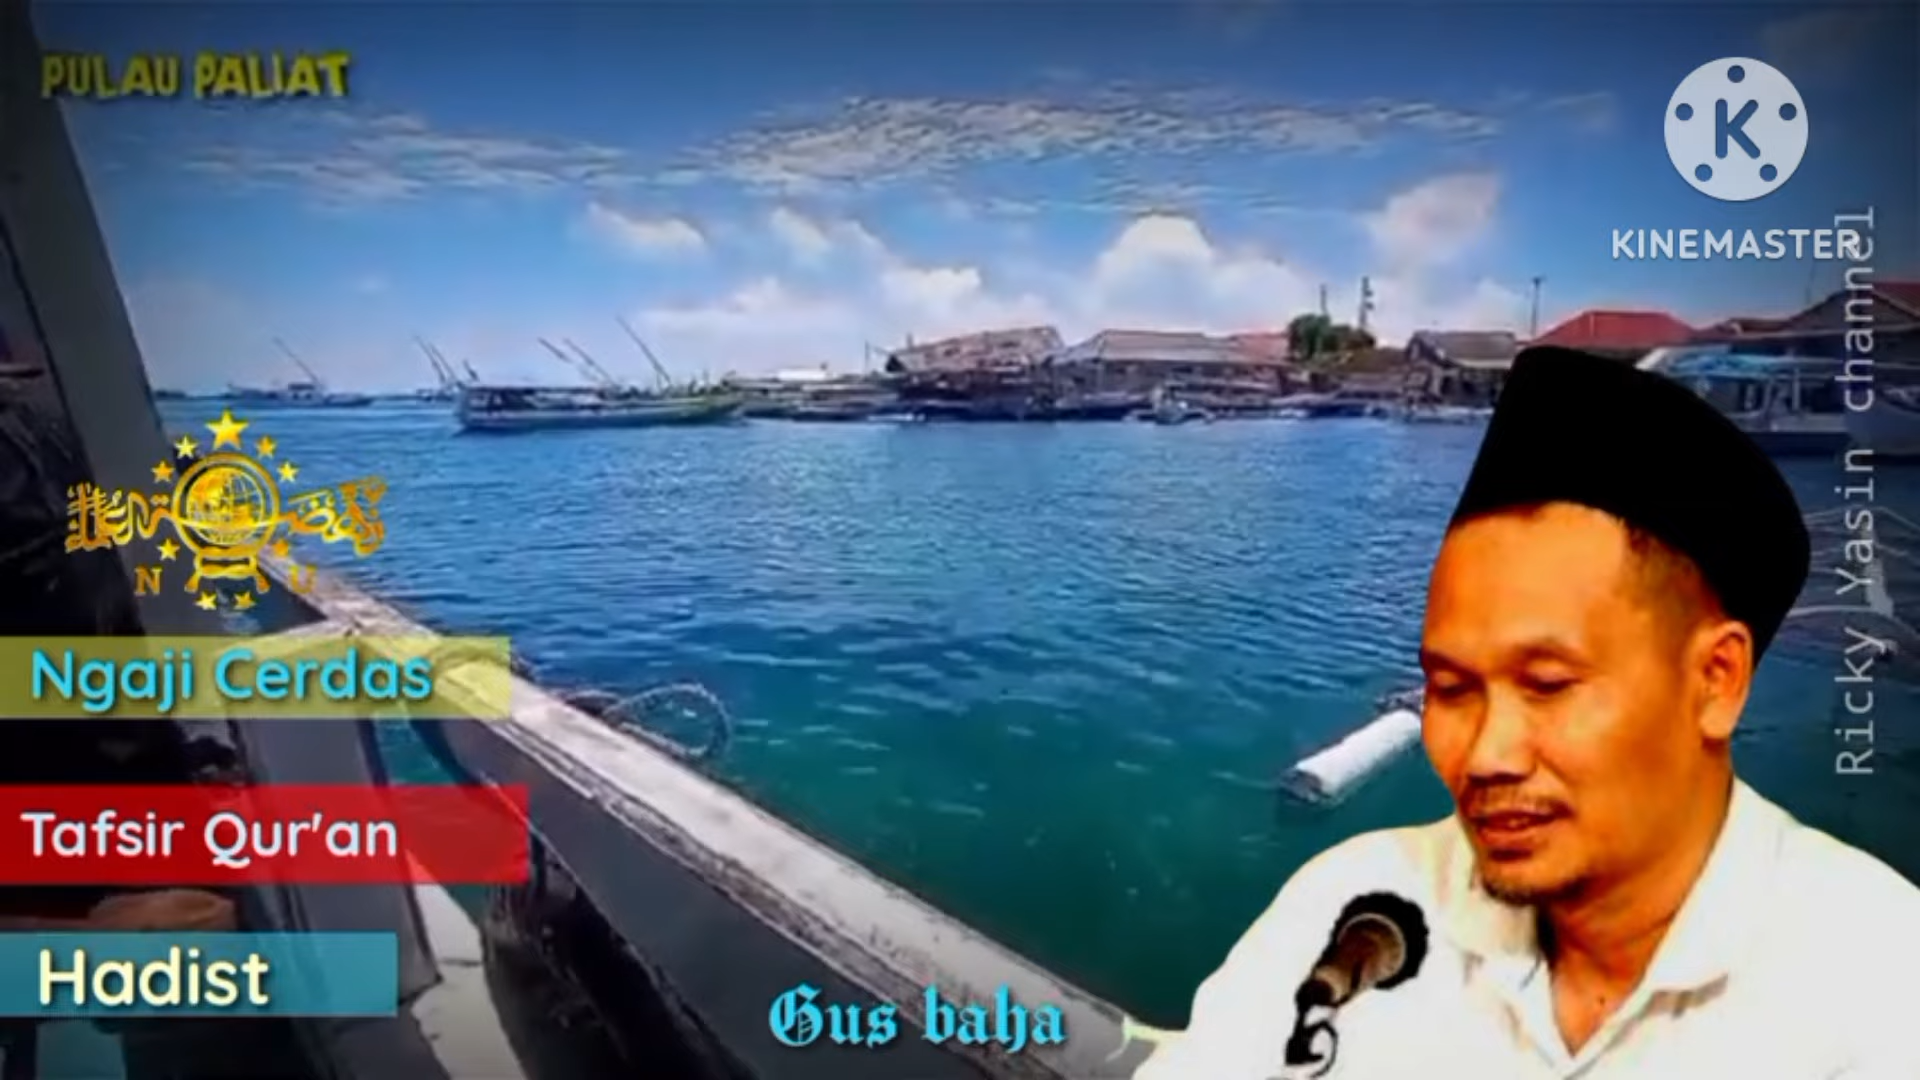 PULAU PALIAT
K
KINEMASTER
Ricky Yasin channel
N U
Ngaji Cerdas
Tafsir Qur'an
Hadist
Gus baha